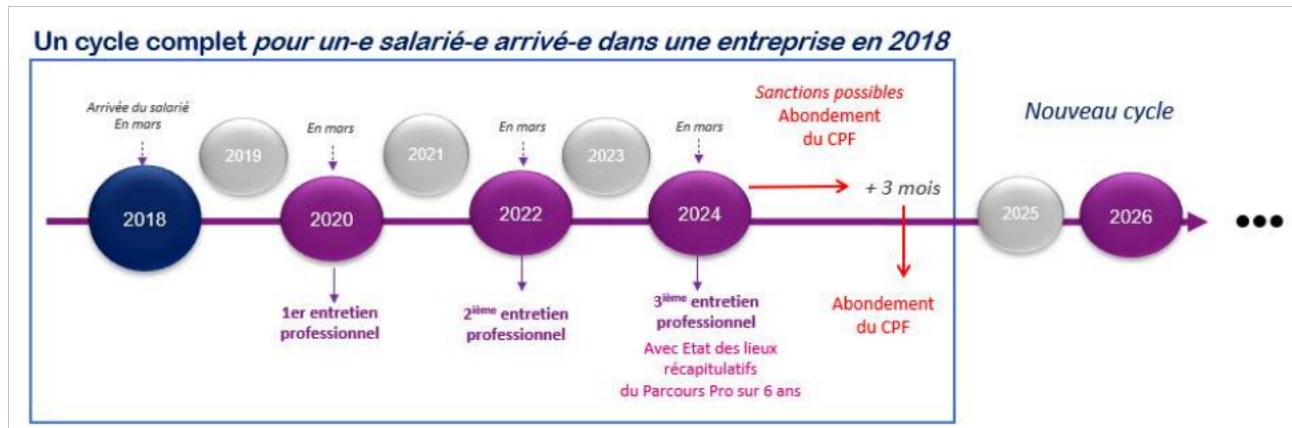 Un cycle complet pour un-e salarié-e arrivé-e dans une entreprise en 2018
Arrivée du salarié
En mars
2018
2019
En mars
2020
1er entretien
professionnel
2021
En mars
2022
2ième entretien
professionnel
2023
En mars
2024
3ième entretien
professionnel
Avec Etat des lieux
récapitulatifs
du Parcours Pro sur 6 ans
Sanctions possibles
Abondement
du CPF
+ 3 mois
Abondement
du CPF
Nouveau cycle
2025
2026
●●●